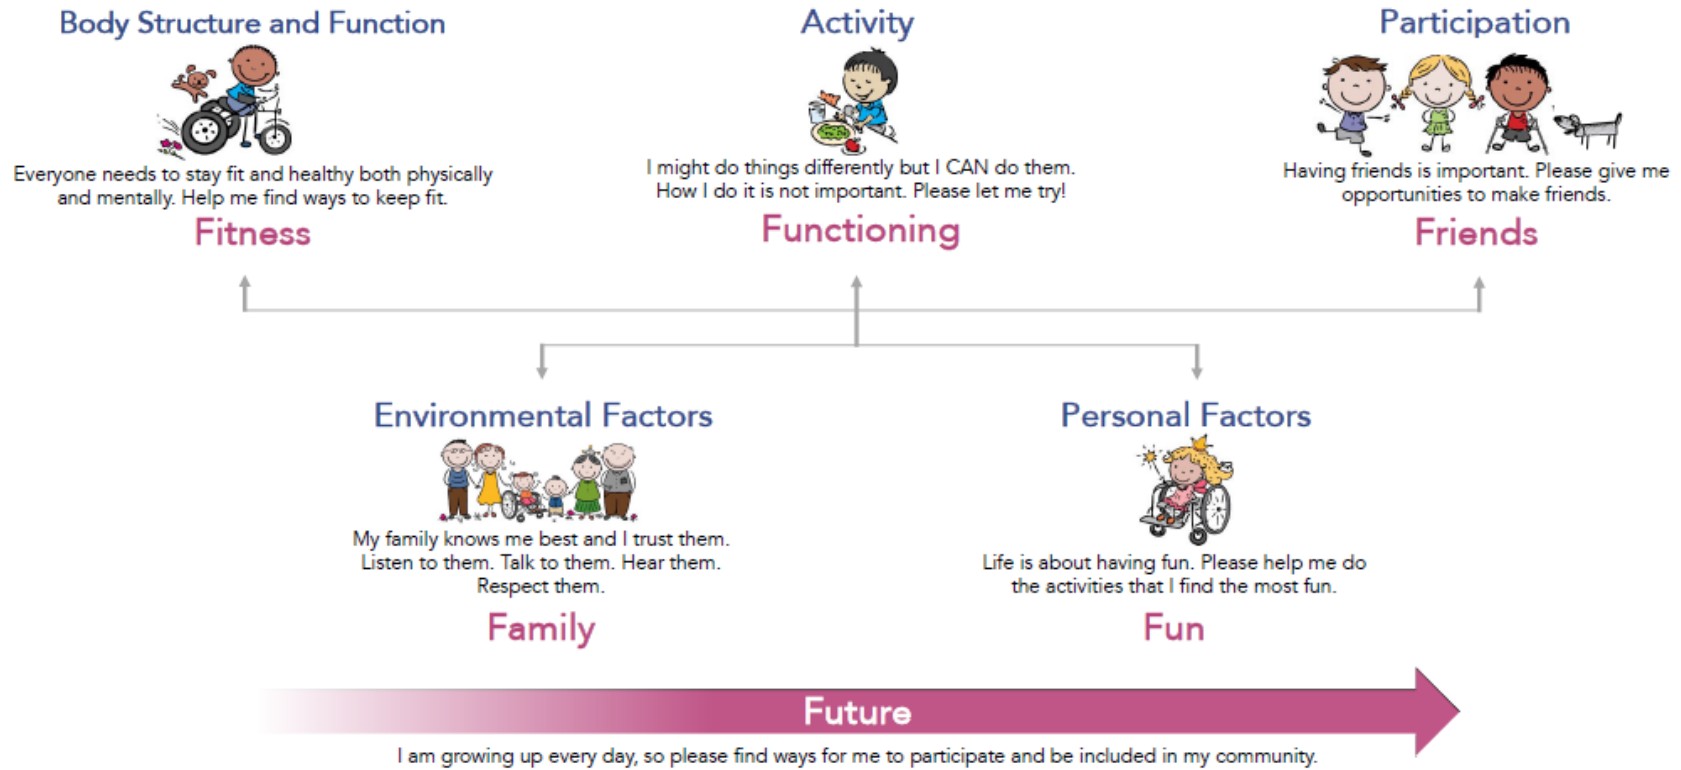 Body Structure and Function
Everyone needs to stay fit and healthy both physically
and mentally. Help me find ways to keep fit.
Fitness
Activity
I might do things differently but I CAN do them.
How I do it is not important. Please let me try!
Functioning
Participation
Having friends is important. Please give me
opportunities to make friends.
Friends
Environmental Factors
My family knows me best and I trust them.
Listen to them. Talk to them. Hear them.
Respect them.
Family
Personal Factors
Life is about having fun. Please help me do
the activities that I find the most fun.
Fun
Future
I am growing up every day, so please find ways for me to participate and be included in my community.